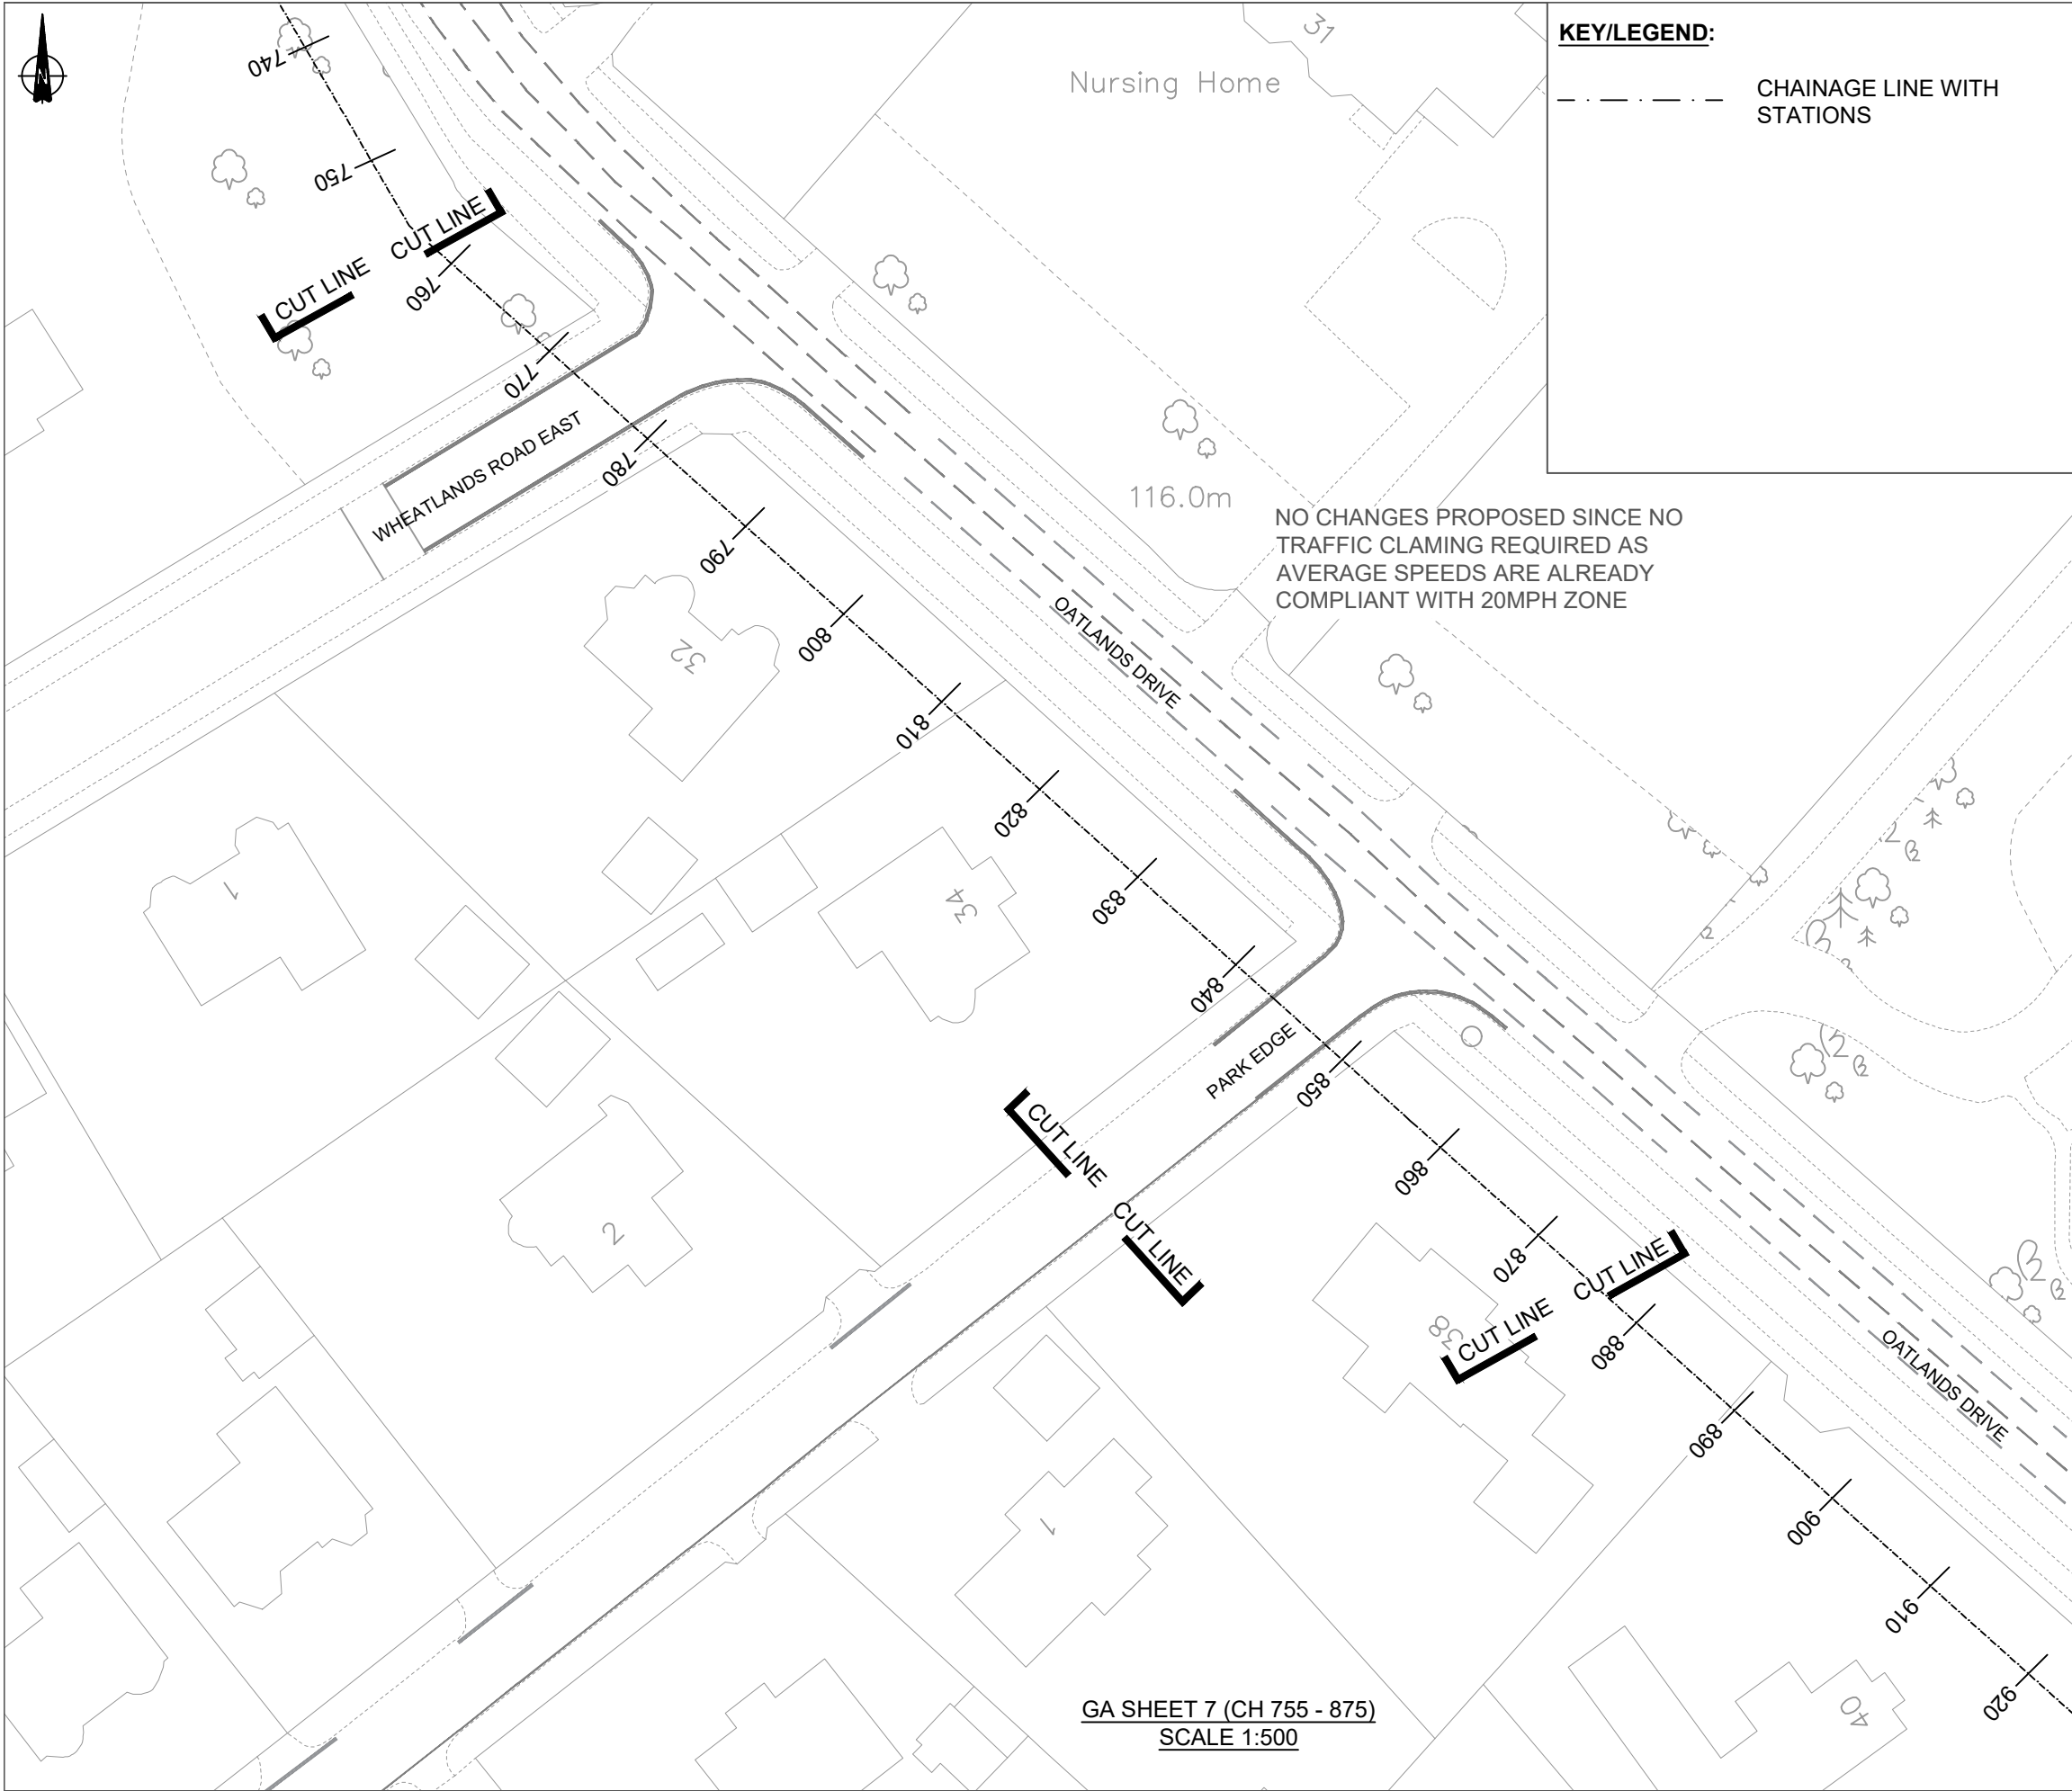 N
KEY/LEGEND:
CHAINAGE LINE WITH
STATIONS
Nursing Home
31
740
750
CUT LINE
CUT LINE
760
770
WHEATLANDS ROAD EAST
780
116.0m
NO CHANGES PROPOSED SINCE NO
TRAFFIC CLAMING REQUIRED AS
AVERAGE SPEEDS ARE ALREADY
COMPLIANT WITH 20MPH ZONE
790
OATLANDS DRIVE
800
32
810
820
1
34
830
840
PARK EDGE
850
CUT LINE
CUT LINE
860
2
870
CUT LINE
CUT LINE
38
880
OATLANDS DRIVE
890
900
1
910
920
40
GA SHEET 7 (CH 755 - 875)
SCALE 1:500